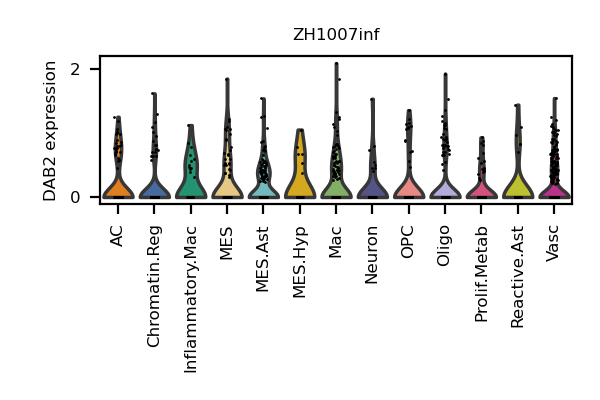 ZH1007inf
DAB2 expression
2
0
AC
Chromatin.Reg
Inflammatory.Mac
MES
MES.Ast
MES.Hyp
Mac
Neuron
OPC
Oligo
Prolif.Metab
Reactive.Ast
Vasc